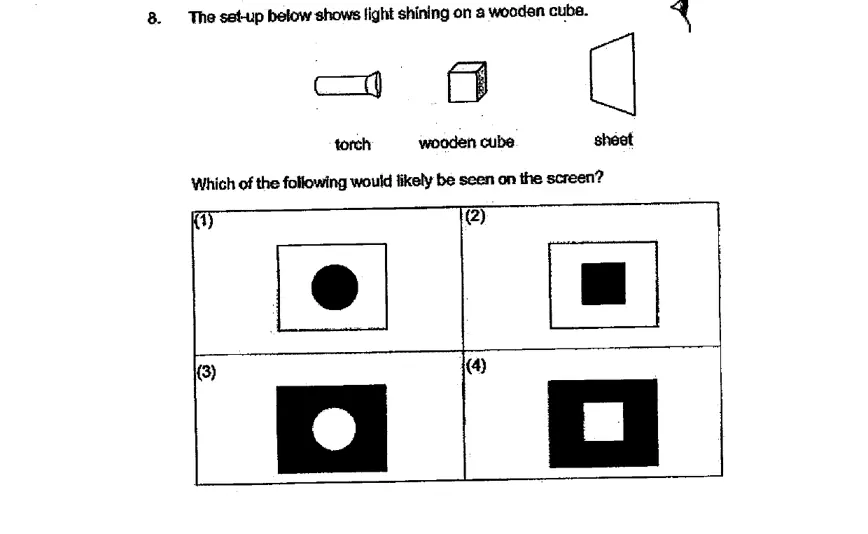 8. The set-up below shows light shining on a wooden cube.
torch wooden cube sheet
Which of the following would likely be seen on the screen?
(1) (2)
(3) (4)